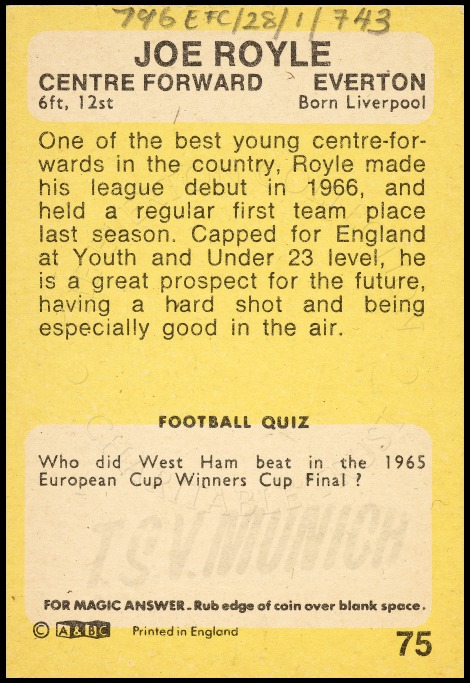 796 EFC/28/1/743
JOE ROYLE
CENTRE FORWARD EVERTON
6ft, 12st Born Liverpool
One of the best young centre-for-
wards in the country, Royle made
his league debut in 1966, and
held a regular first team place
last season. Capped for England
at Youth and Under 23 level, he
is a great prospect for the future,
having a hard shot and being
especially good in the air.
FOOTBALL QUIZ
Who did West Ham beat in the 1965
European Cup Winners Cup Final ?
T.S.V. MUNICH
FOR MAGIC ANSWER - Rub edge of coin over blank space.
© A&BC Printed in England
75